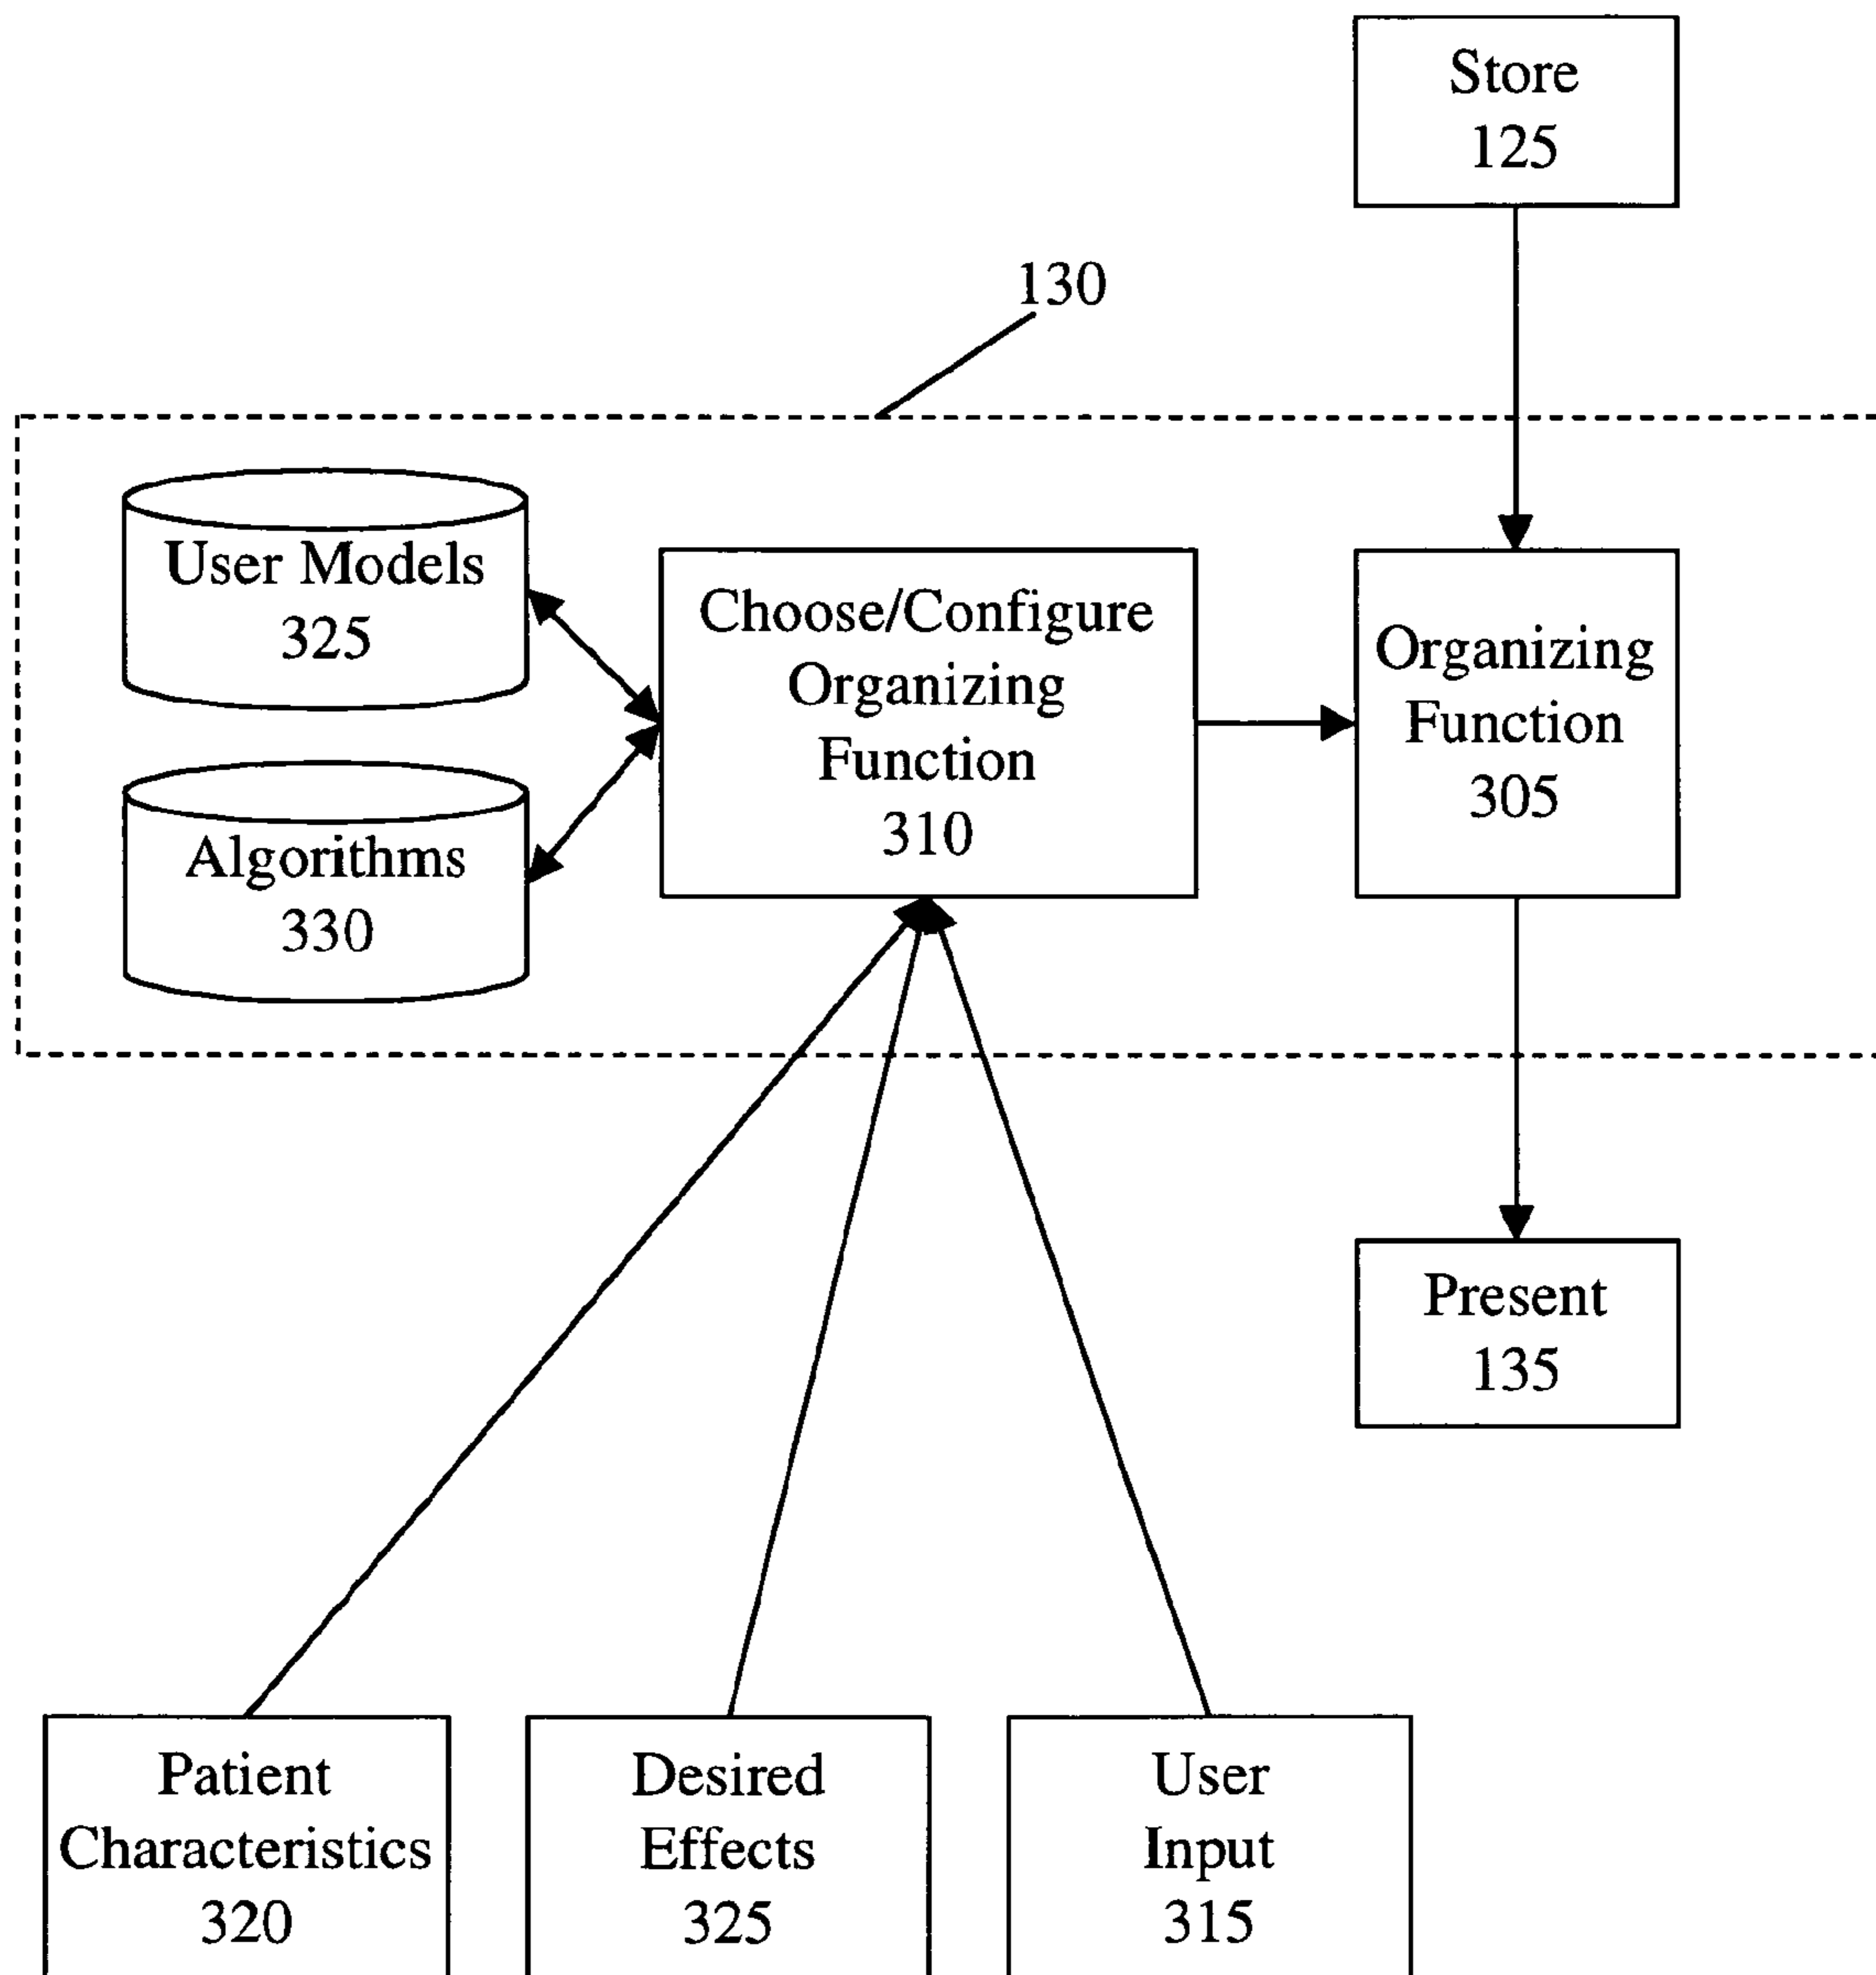 Store
125
130
User Models
325
Algorithms
330
Choose/Configure
Organizing
Function
310
Organizing
Function
305
Present
135
Patient
Characteristics
320
Desired
Effects
325
User
Input
315